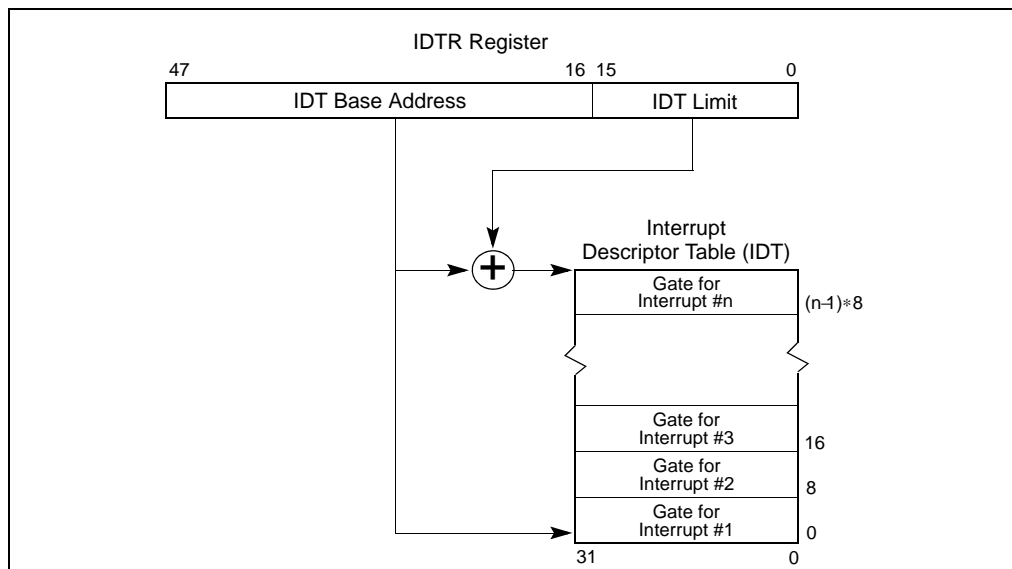 IDTR Register
47 16 15 0
IDT Base Address IDT Limit
+
Interrupt
Descriptor Table (IDT)
Gate for
Interrupt #n
(n−1)∗8
Gate for
Interrupt #3
16
Gate for
Interrupt #2
8
Gate for
Interrupt #1
0
31 0